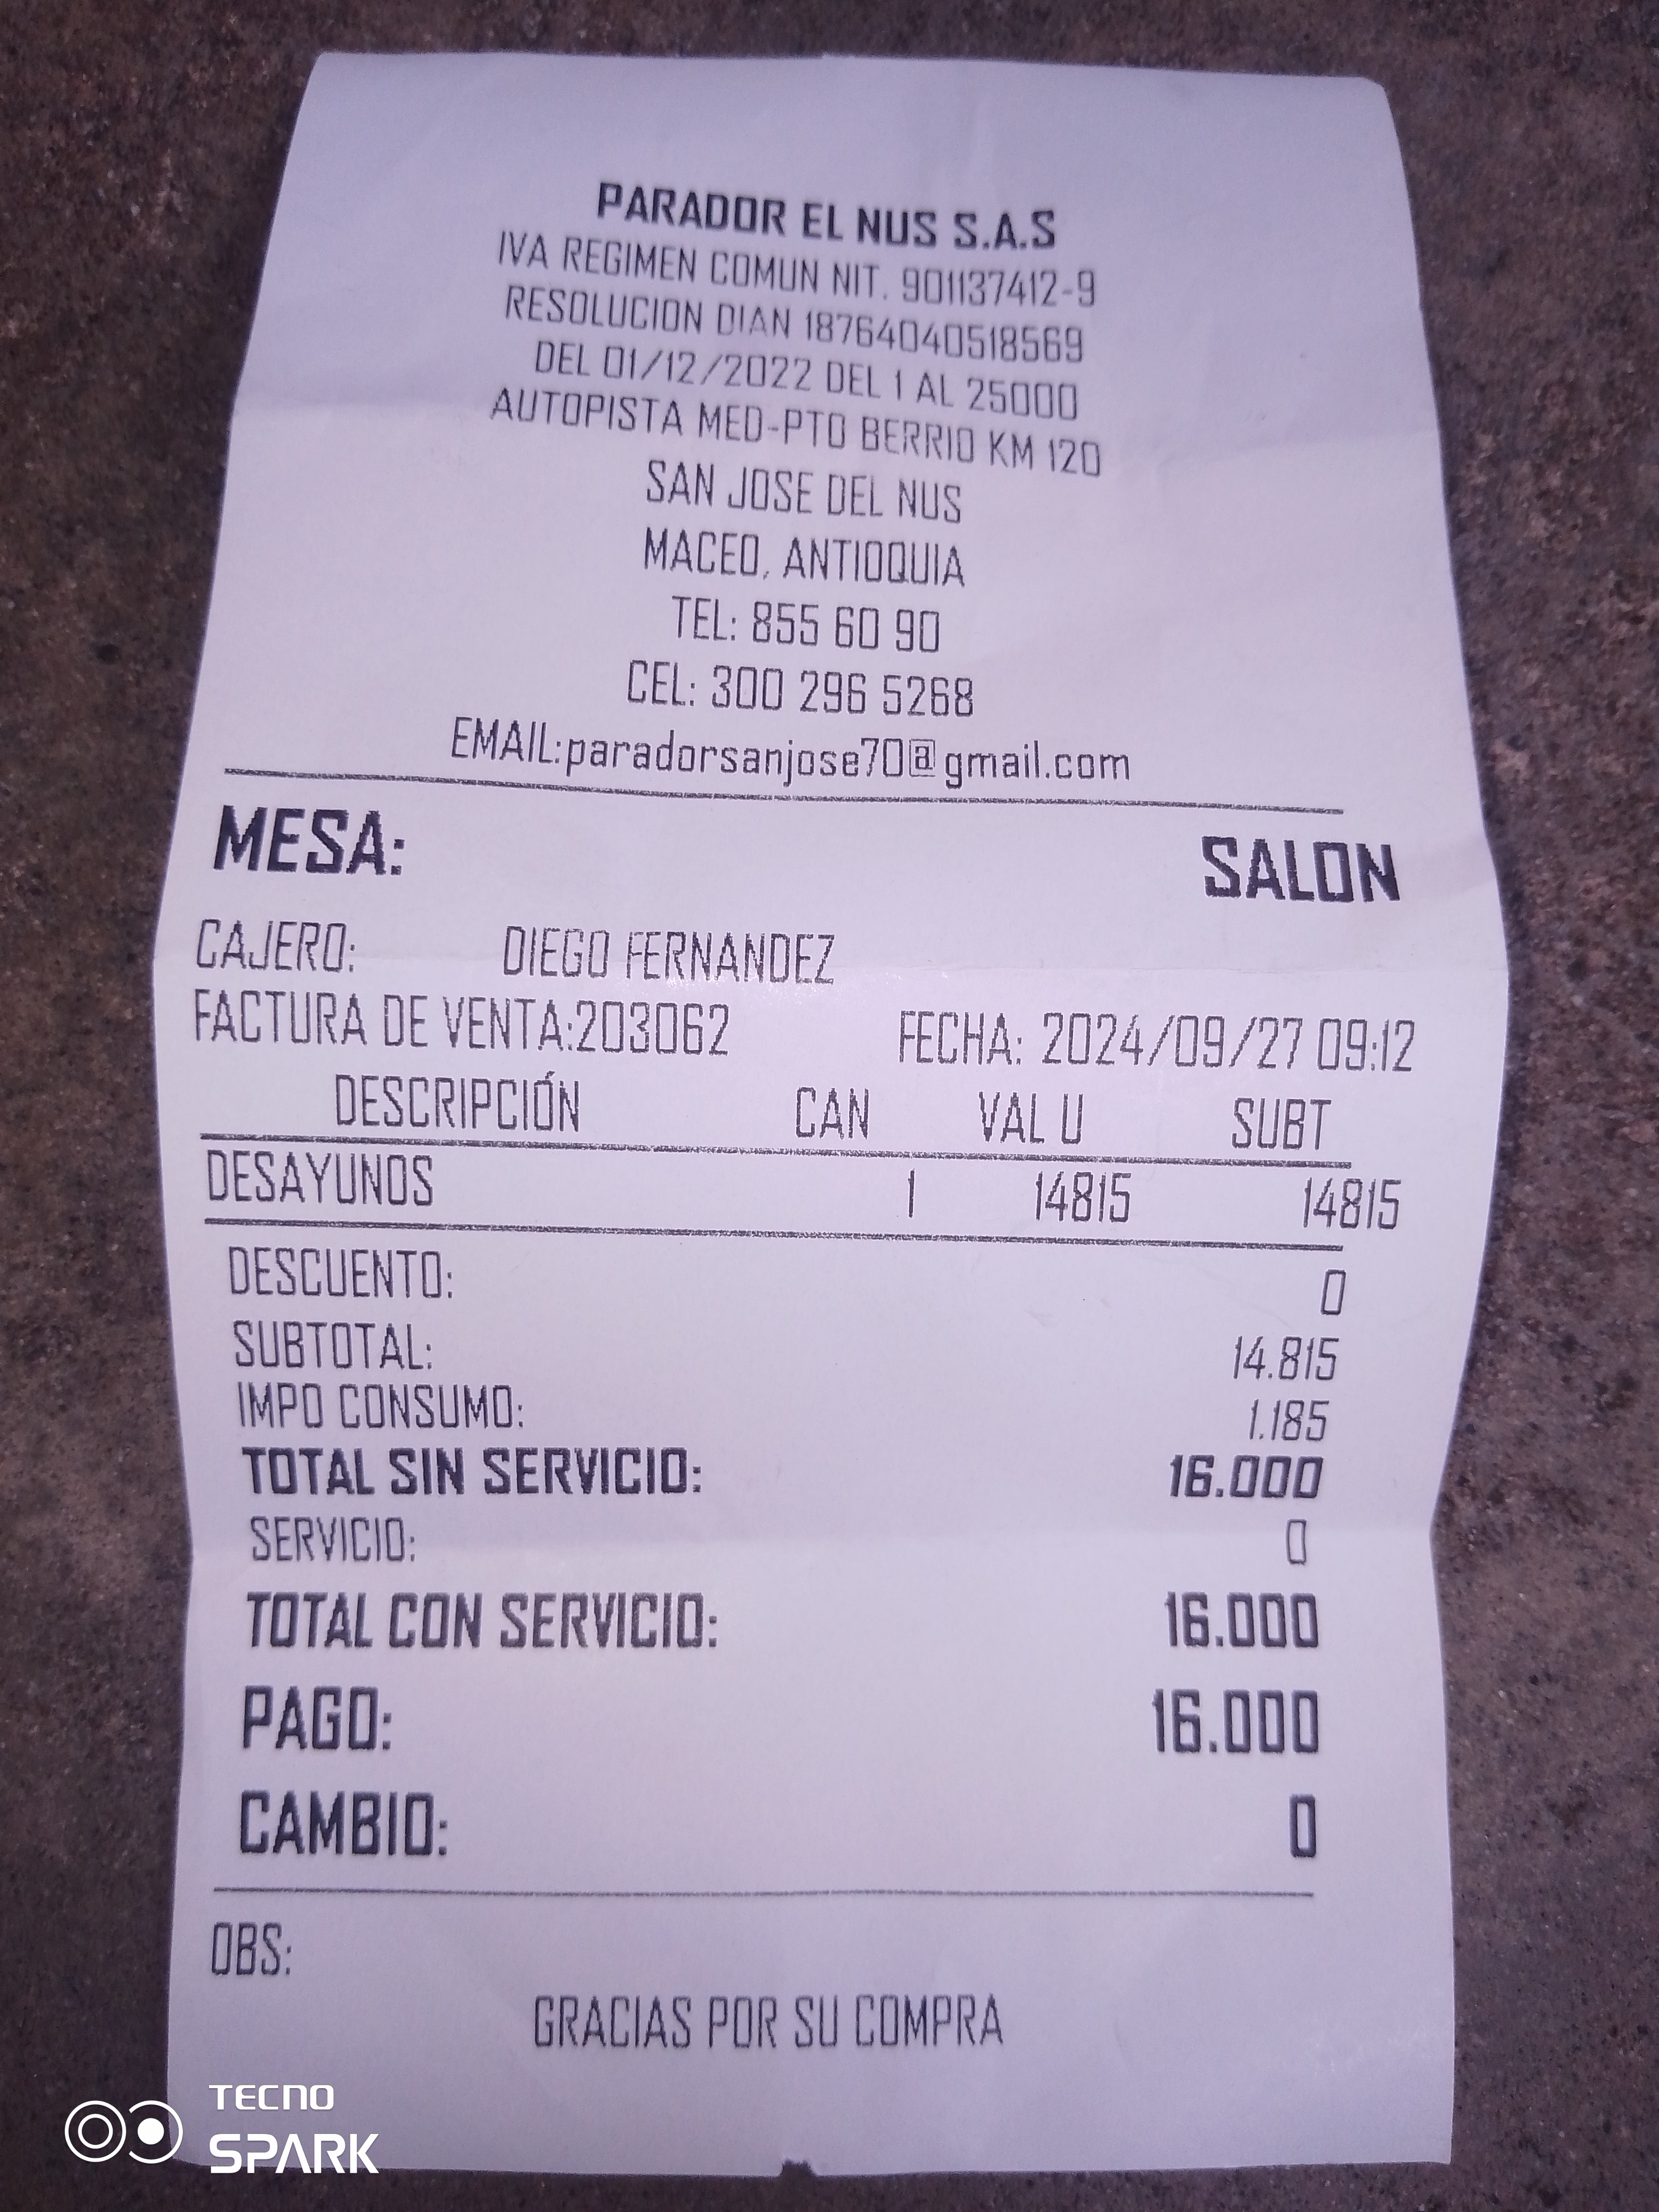 PARADOR EL NUS S.A.S
IVA REGIMEN COMUN NIT. 901137412-9
RESOLUCION DIAN 18764040518569
DEL 01/12/2022 DEL 1 AL 25000
AUTOPISTA MED-PTO BERRIO KM 120
SAN JOSE DEL NUS
MACEO, ANTIOQUIA
TEL: 855 60 90
CEL: 300 296 5268
EMAIL:paradorsanjose70@gmail.com
MESA: SALON
CAJERO: DIEGO FERNANDEZ
FACTURA DE VENTA:203062 FECHA: 2024/09/27 09:12
DESCRIPCIÓN CAN VAL U SUBT
DESAYUNOS 1 14815 14815
DESCUENTO: 0
SUBTOTAL: 14.815
IMPO CONSUMO: 1.185
TOTAL SIN SERVICIO: 16.000
SERVICIO: 0
TOTAL CON SERVICIO: 16.000
PAGO: 16.000
CAMBIO: 0
OBS:
GRACIAS POR SU COMPRA
TECNO
SPARK